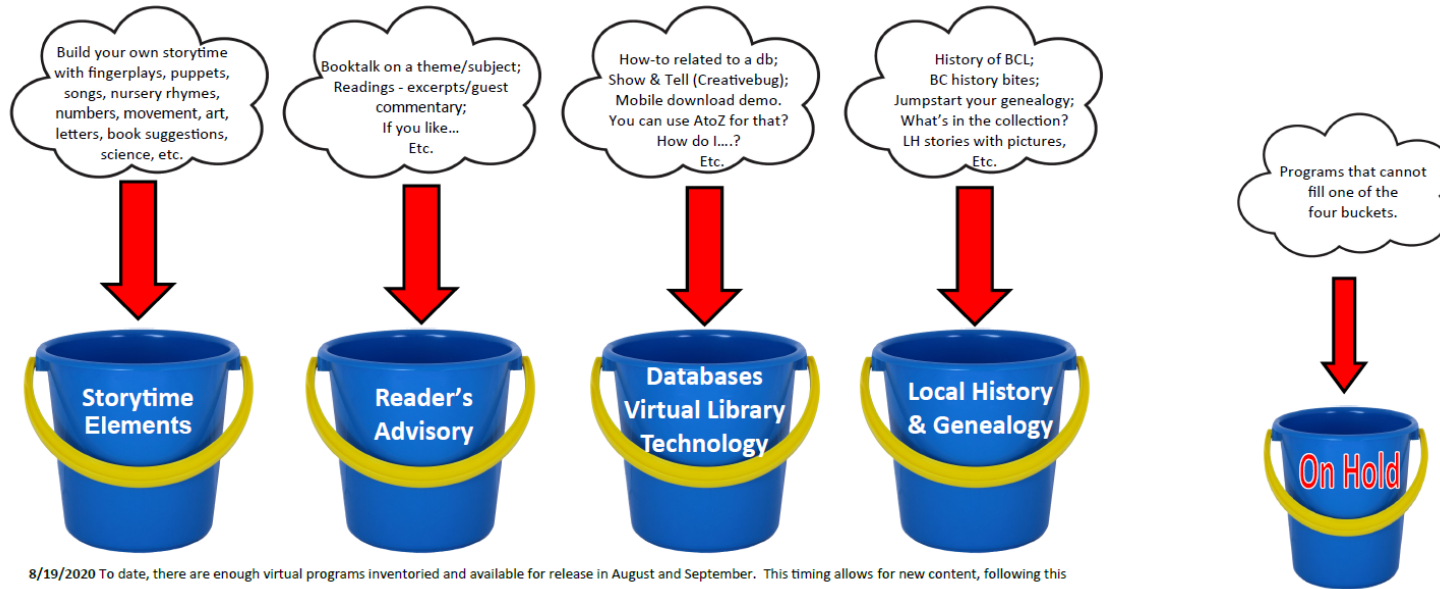 Build your own storytime
with fingerplays, puppets,
songs, nursery rhymes,
numbers, movement, art,
letters, book suggestions,
science, etc.
Booktalk on a theme/subject;
Readings - excerpts/guest
commentary;
If you like...
Etc.
How-to related to a db;
Show & Tell (Creativebug);
Mobile download demo.
You can use AtoZ for that?
How do I....?
Etc.
History of BCL;
BC history bites;
Jumpstart your genealogy;
What's in the collection?
LH stories with pictures,
Etc.
Programs that cannot
fill one of the
four buckets.
Storytime
Elements
Reader's
Advisory
Databases
Virtual Library
Technology
Local History
& Genealogy
On Hold
8/19/2020 To date, there are enough virtual programs inventoried and available for release in August and September.  This timing allows for new content, following this